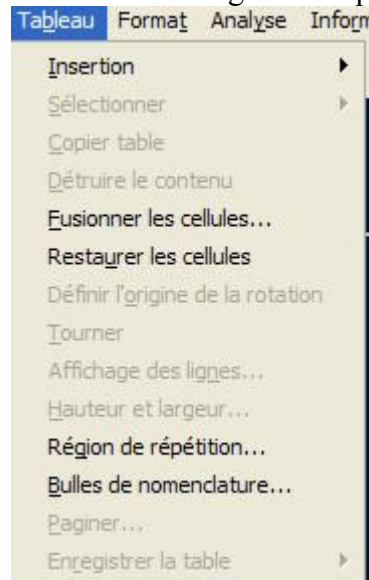 Tableau Format Analyse Inform
Insertion
Sélectionner
Copier table
Détruire le contenu
Fusionner les cellules...
Restaurer les cellules
Définir l'origine de la rotation
Tourner
Affichage des lignes...
Hauteur et largeur...
Région de répétition...
Bulles de nomenclature...
Paginer...
Enregistrer la table